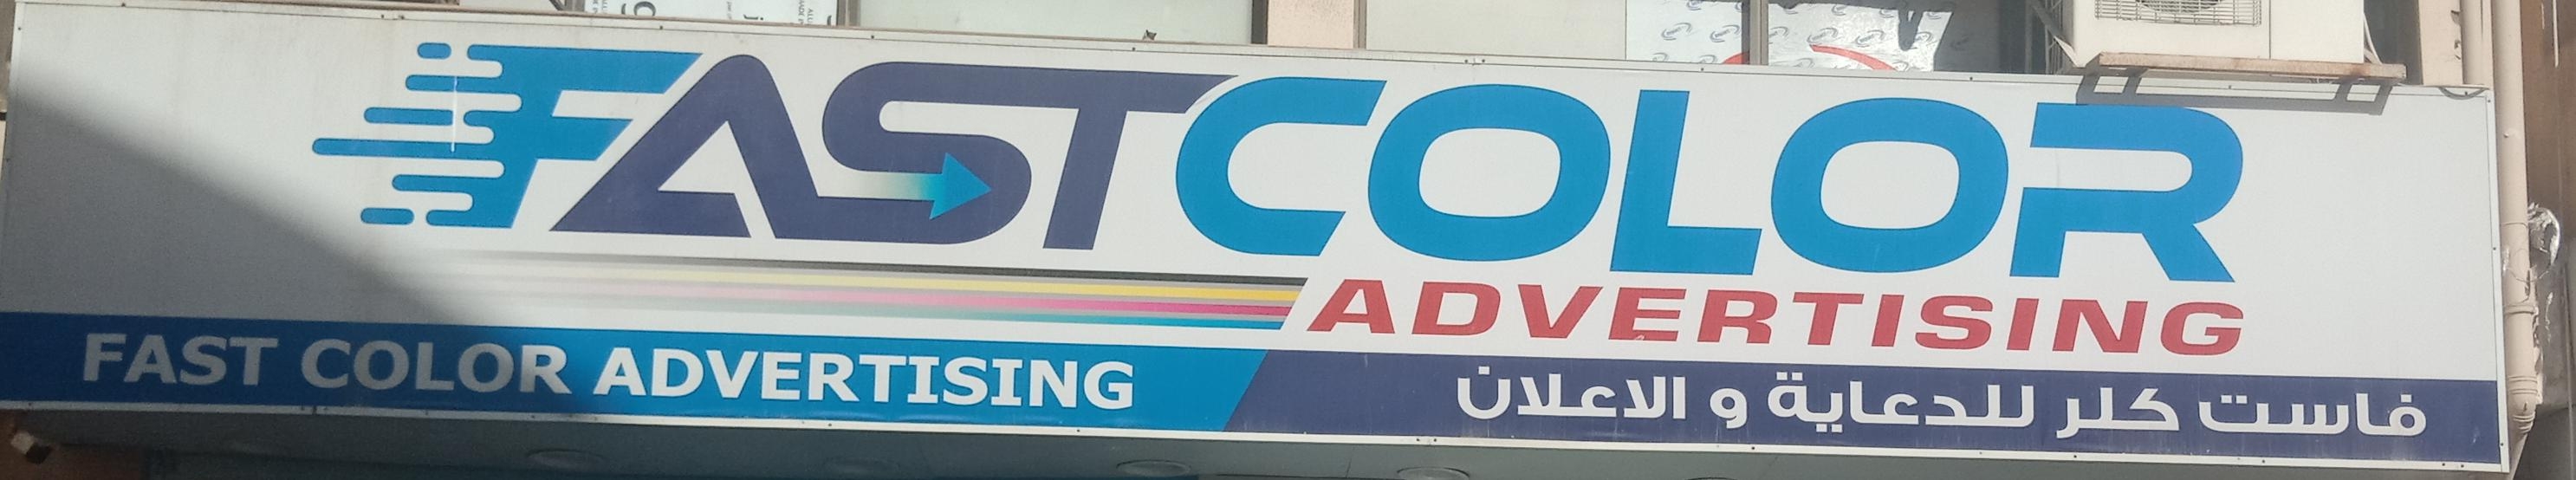 FASTCOLOR
ADVERTISING
FAST COLOR ADVERTISING
فاست كلر للدعاية و الاعلان